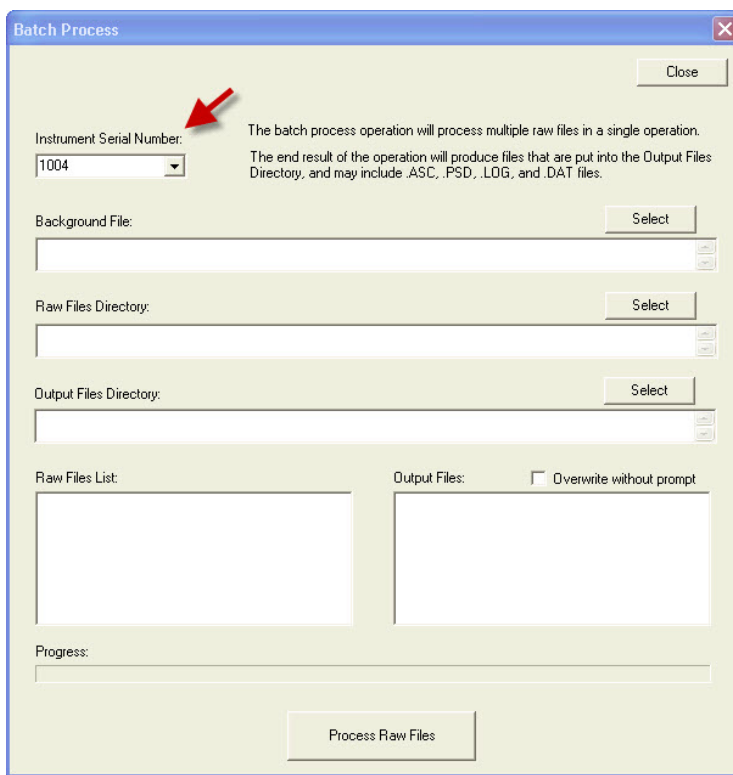 Batch Process
Close
Instrument Serial Number:
1004
The batch process operation will process multiple raw files in a single operation.
The end result of the operation will produce files that are put into the Output Files
Directory, and may include .ASC, .PSD, .LOG, and .DAT files.
Background File:
Select
Raw Files Directory:
Select
Output Files Directory:
Select
Raw Files List:
Output Files:
Overwrite without prompt
Progress:
Process Raw Files